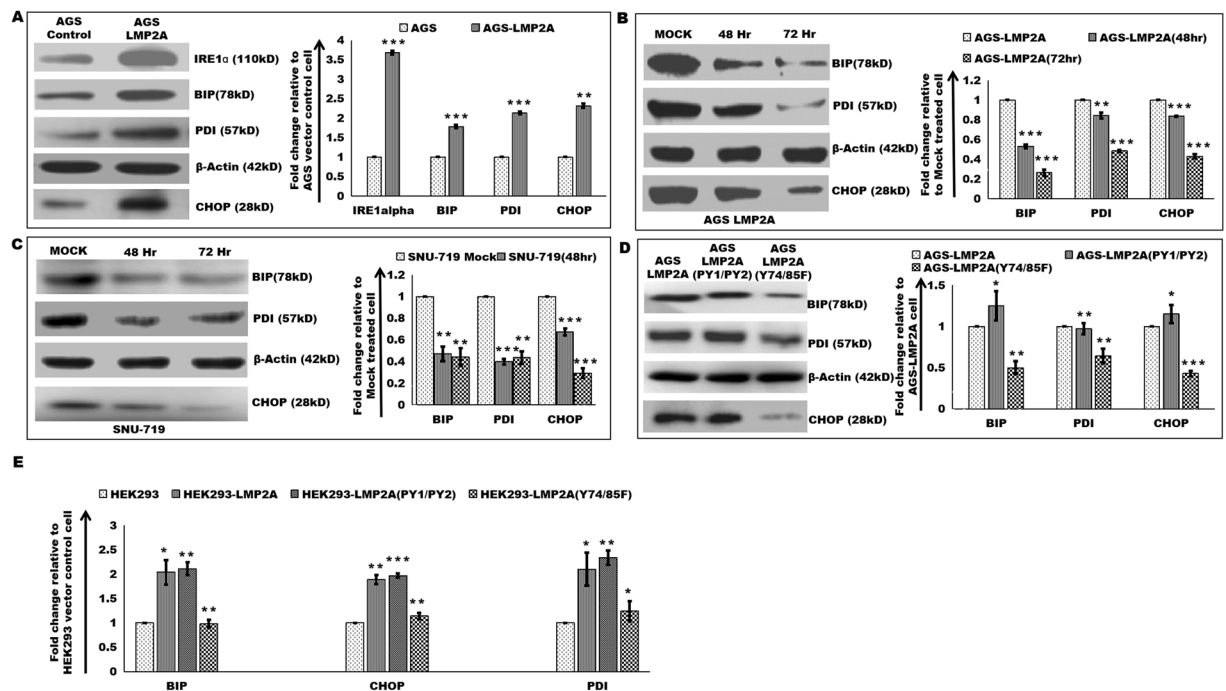 A
AGS Control
AGS LMP2A
IRE1α (110kD)
BIP(78kD)
PDI (57kD)
β-Actin (42kD)
CHOP (28kD)
AGS AGS-LMP2A
Fold change relative to
AGS vector control cell
4
3.5
3
2.5
2
1.5
1
0.5
0
*** *** *** **
IRE1alpha BIP PDI CHOP
B
MOCK 48 Hr 72 Hr
BIP(78kD)
PDI (57kD)
β-Actin (42kD)
CHOP (28kD)
AGS LMP2A
AGS-LMP2A AGS-LMP2A(48hr)
AGS-LMP2A(72hr)
Fold change relative
to Mock treated cell
1.2
1
0.8
0.6
0.4
0.2
0
*** *** ** *** *** ***
BIP PDI CHOP
C
MOCK 48 Hr 72 Hr
BIP(78kD)
PDI (57kD)
β-Actin (42kD)
CHOP (28kD)
SNU-719
SNU-719 Mock SNU-719(48hr)
Fold change relative to
Mock treated cell
1.2
1
0.8
0.6
0.4
0.2
0
** ** *** ** *** ***
BIP PDI CHOP
D
AGS LMP2A
AGS LMP2A (PY1/PY2)
AGS LMP2A (Y74/85F)
BIP(78kD)
PDI (57kD)
β-Actin (42kD)
CHOP (28kD)
AGS-LMP2A AGS-LMP2A(PY1/PY2)
AGS-LMP2A(Y74/85F)
Fold change relative to
AGS-LMP2A cell
1.5
1
0.5
0
* ** ** ** * ***
BIP PDI CHOP
E
HEK293 HEK293-LMP2A HEK293-LMP2A(PY1/PY2) HEK293-LMP2A(Y74/85F)
Fold change relative to
HEK293 vector control cell
3
2.5
2
1.5
1
0.5
0
* ** ** ** *** ** * ** *
BIP CHOP PDI